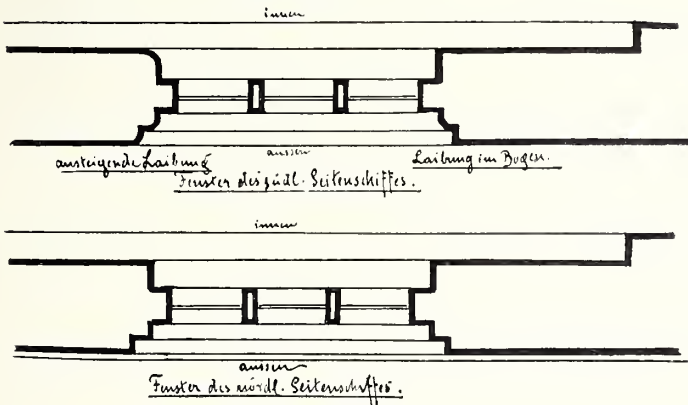 innen
aussen
ansteigende Laibung
Laibung im Bogen.
Fenster des südl. Seitenschiffes.
innen
aussen
Fenster des nördl. Seitenschiffes.